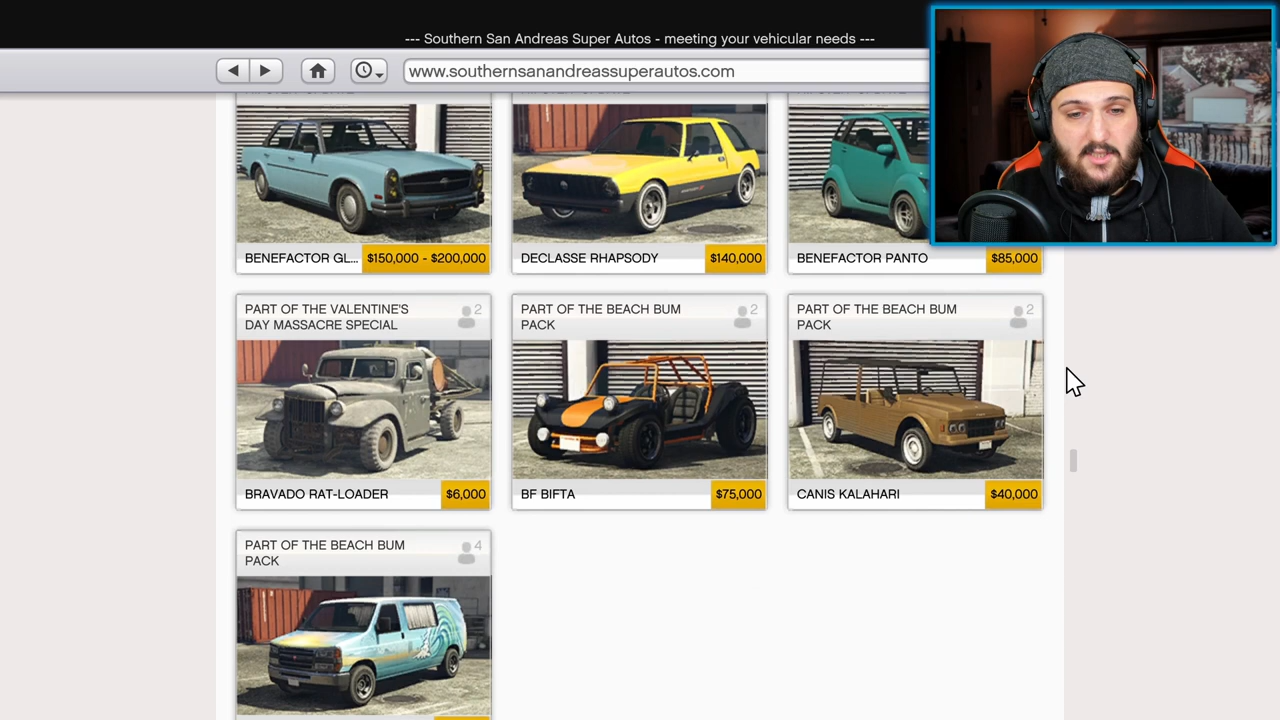 --- Southern San Andreas Super Autos - meeting your vehicular needs ---
www.southernsanandreassuperautos.com
BENEFACTOR GL... $150,000 - $200,000
DECLASSE RHAPSODY $140,000
BENEFACTOR PANTO $85,000
PART OF THE VALENTINE'S 2
DAY MASSACRE SPECIAL
BRAVADO RAT-LOADER $6,000
PART OF THE BEACH BUM 2
PACK
BF BIFTA $75,000
PART OF THE BEACH BUM 2
PACK
CANIS KALAHARI $40,000
PART OF THE BEACH BUM 4
PACK